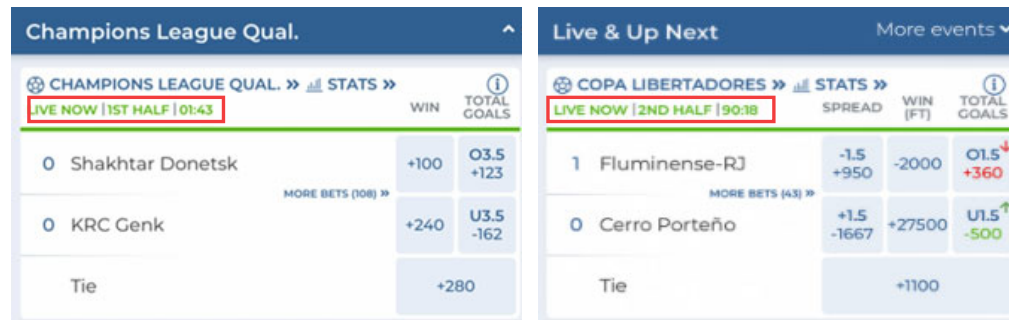 Champions League Qual.
CHAMPIONS LEAGUE QUAL. » STATS »
LIVE NOW | 1ST HALF | 01:43
WIN
TOTAL GOALS
0 Shakhtar Donetsk +100 O3.5 +123
MORE BETS (108) »
0 KRC Genk +240 U3.5 -162
Tie +280
Live & Up Next More events
COPA LIBERTADORES » STATS »
LIVE NOW | 2ND HALF | 90:18
SPREAD
WIN (FT)
TOTAL GOALS
1 Fluminense-RJ -1.5 +950 -2000 O1.5 +360
MORE BETS (43) »
0 Cerro Porteño +1.5 -1667 +27500 U1.5 -500
Tie +1100